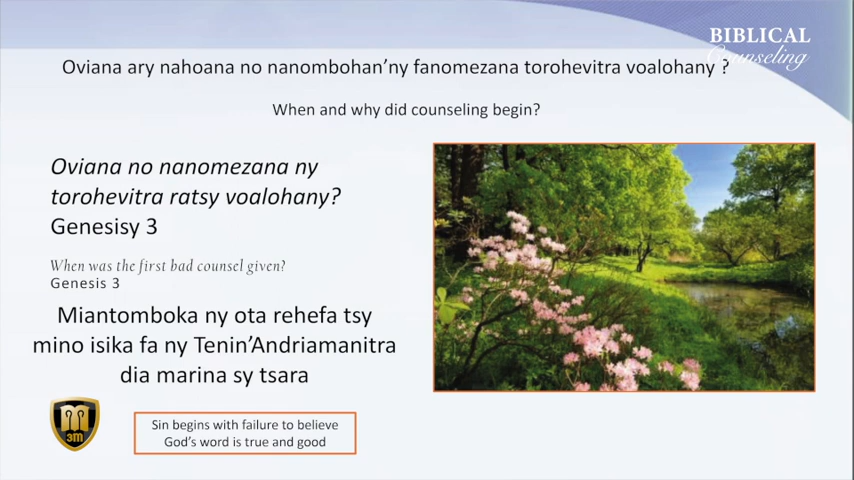 BIBLICAL
Counseling
Oviana ary nahoana no nanombohan’ny fanomezana torohevitra voalohany ?
When and why did counseling begin?
Oviana no nanomezana ny
torohevitra ratsy voalohany?
Genesisy 3
When was the first bad counsel given?
Genesis 3
Miantomboka ny ota rehefa tsy
mino isika fa ny Tenin’Andriamanitra
dia marina sy tsara
3M
Sin begins with failure to believe
God’s word is true and good